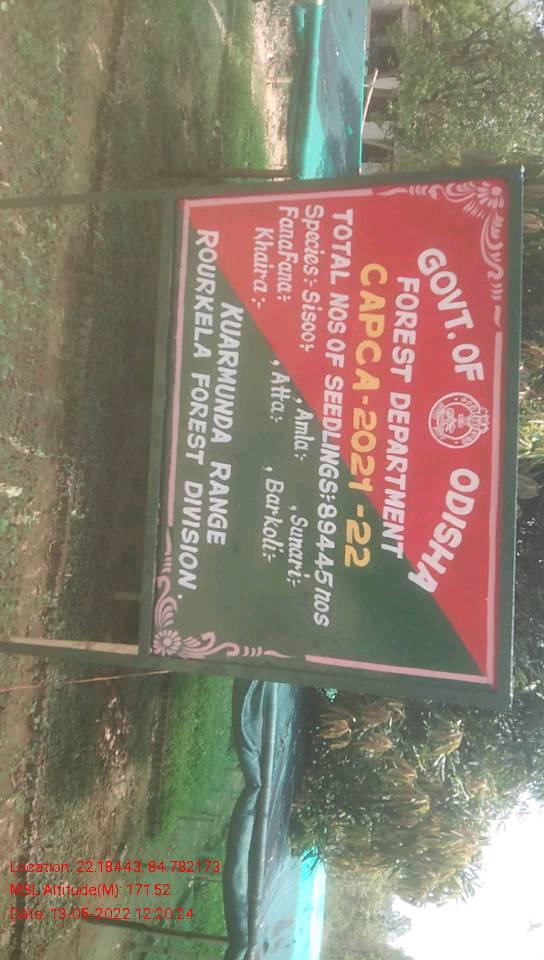 GOVT. OF ODISHA
FOREST DEPARTMENT
CAPCA-2021-22
TOTAL NOS OF SEEDLINGS:89445 nos
Species:- Sisoo:- , Amla:- , Sunari:-
FanaFana:- , Atta:- , Barkoli:-
Khaira:-
KUARMUNDA RANGE
ROURKELA FOREST DIVISION.
Location: 22.18443, 84.782173
MSL Altitude(M): 171.52
Date: 13-05-2022 12:20:24